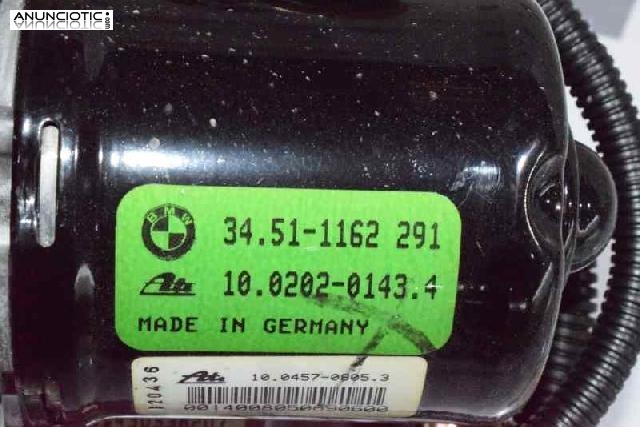 ANUNCIOTIC
.com
BMW
34.51-1162 291
Ate 10.0202-0143.4
MADE IN GERMANY
120436
Ate 10.0457-0805.3